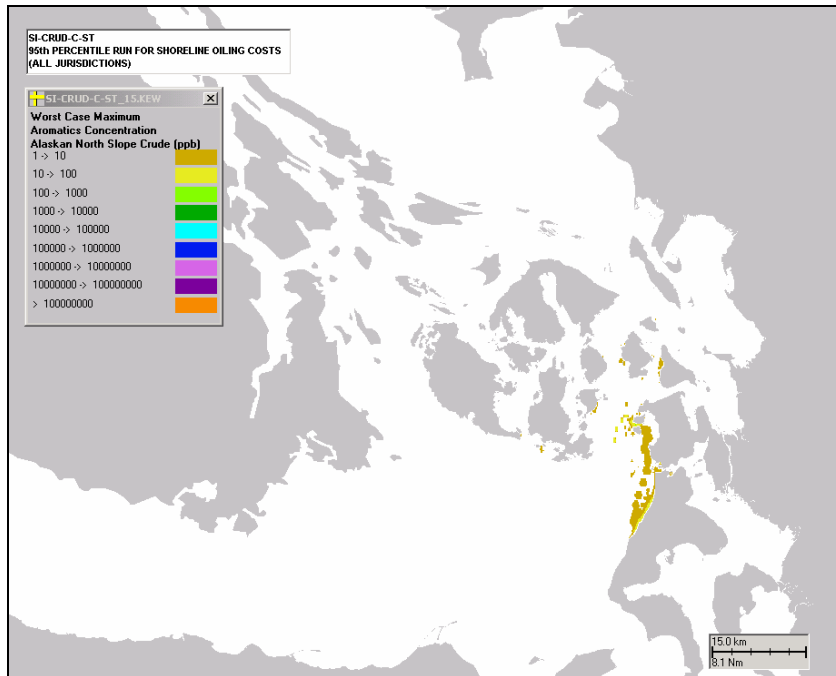 SI-CRUD-C-ST
95th PERCENTILE RUN FOR SHORELINE OILING COSTS
(ALL JURISDICTIONS)
SI-CRUD-C-ST_15.KEW
Worst Case Maximum
Aromatics Concentration
Alaskan North Slope Crude (ppb)
1 -> 10
10 -> 100
100 -> 1000
1000 -> 10000
10000 -> 100000
100000 -> 1000000
1000000 -> 10000000
10000000 -> 100000000
> 100000000
15.0 km
8.1 Nm